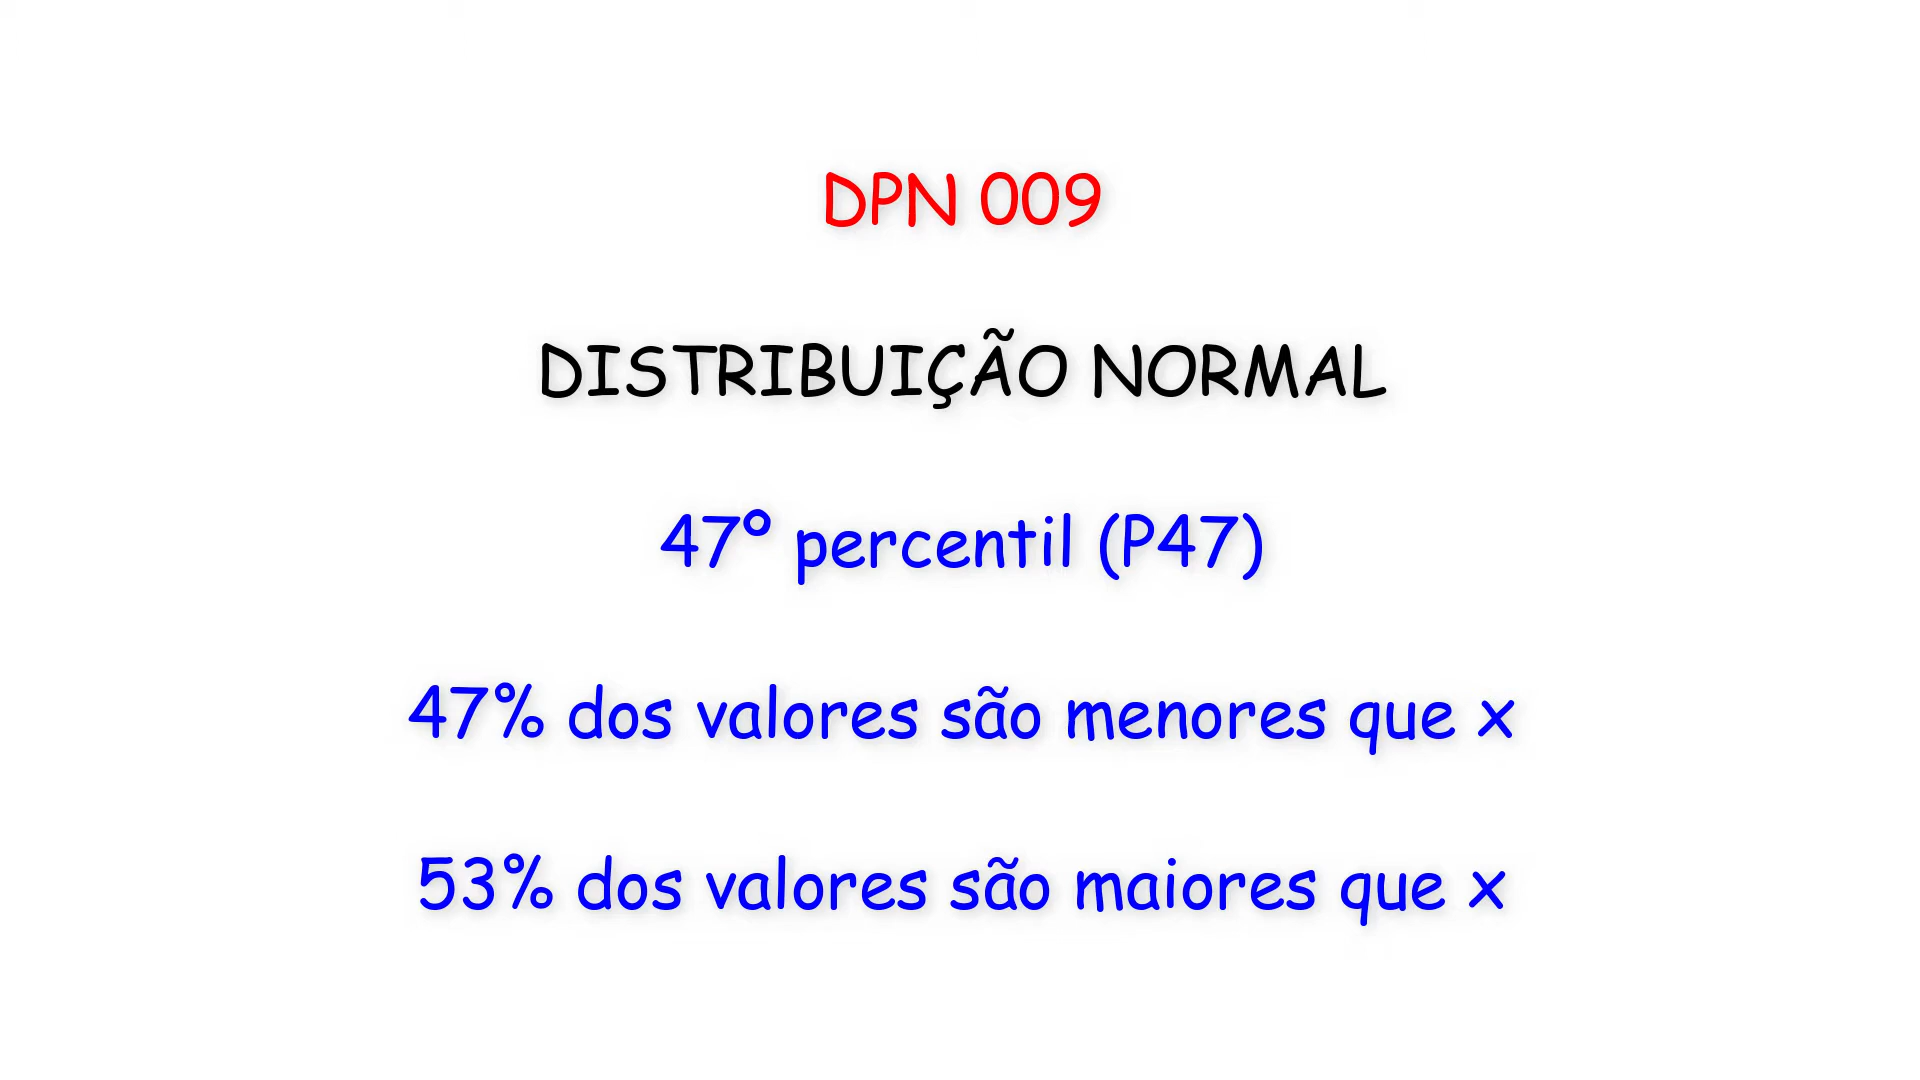 DPN 009
DISTRIBUIÇÃO NORMAL
47º percentil (P47)
47% dos valores são menores que x
53% dos valores são maiores que x